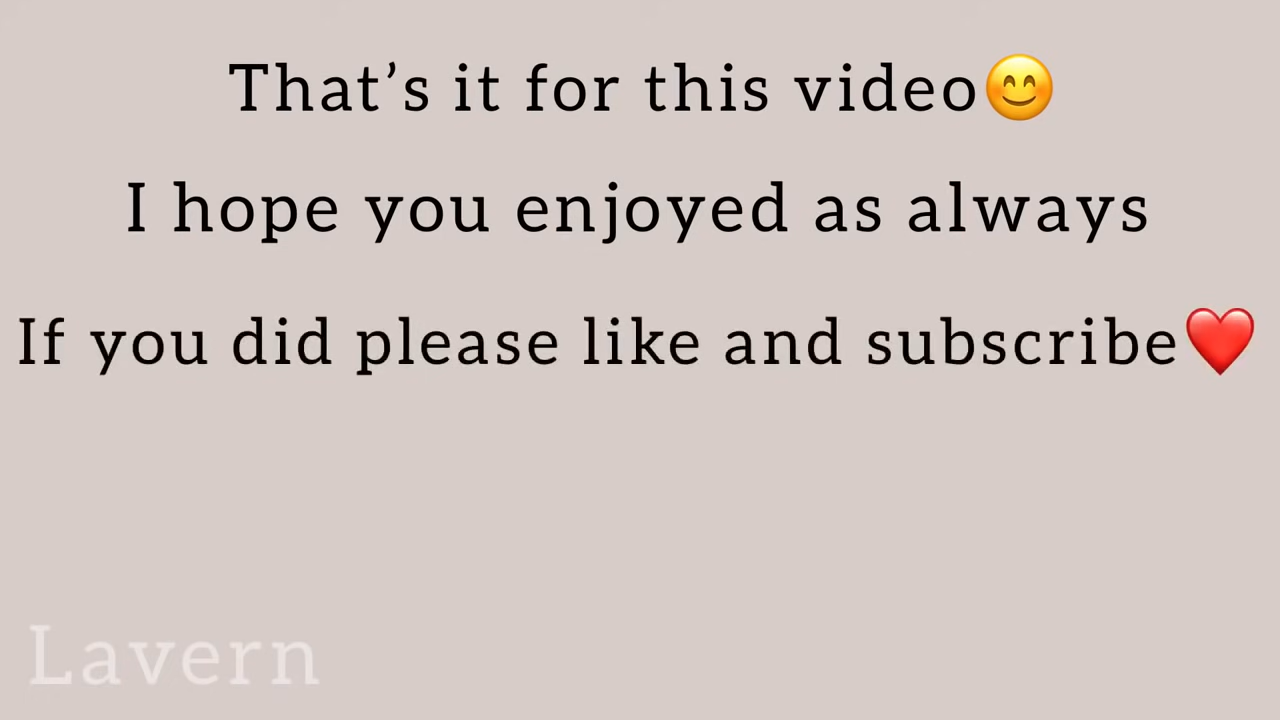 That’s it for this video😊
I hope you enjoyed as always
If you did please like and subscribe❤️
Lavern